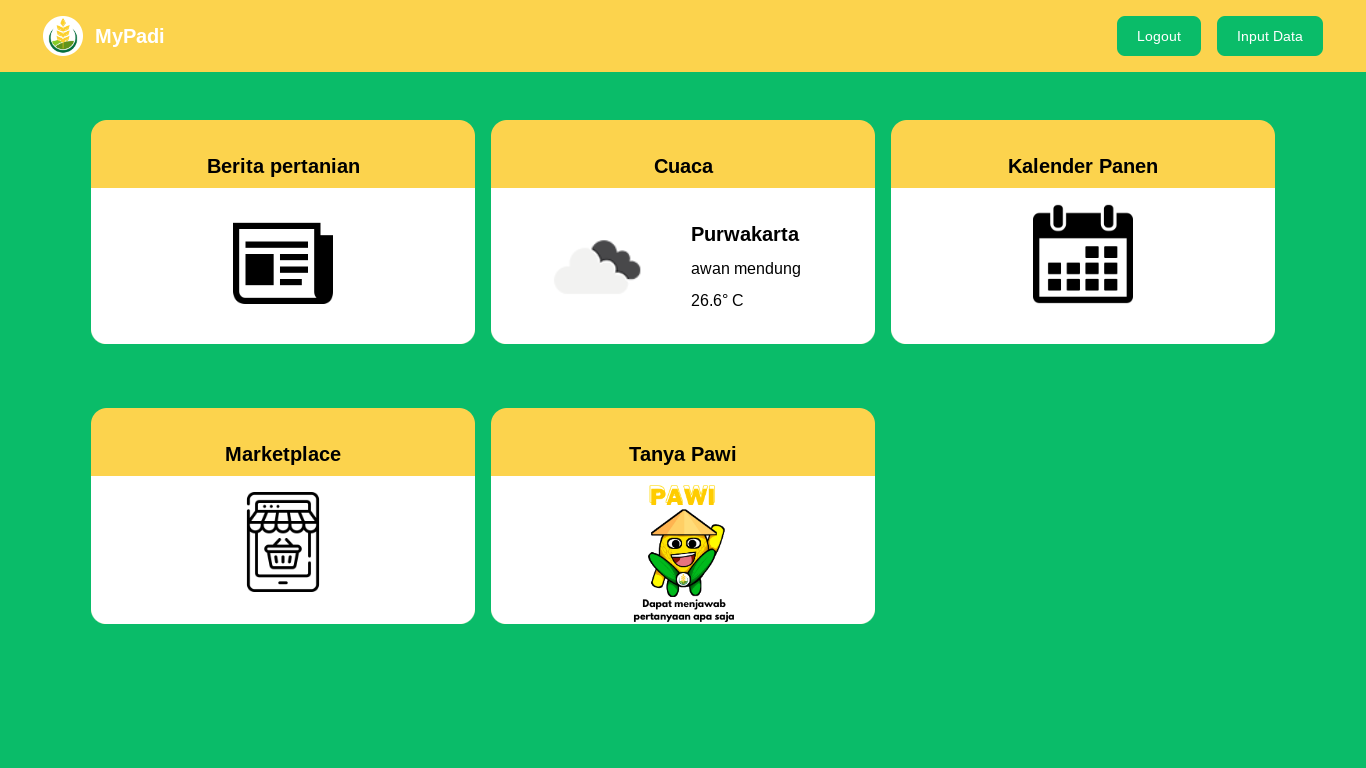 MyPadi
Logout
Input Data
Berita pertanian
Cuaca
Kalender Panen
Purwakarta
awan mendung
26.6° C
Marketplace
Tanya Pawi
PAWI
Dapat menjawab
pertanyaan apa saja